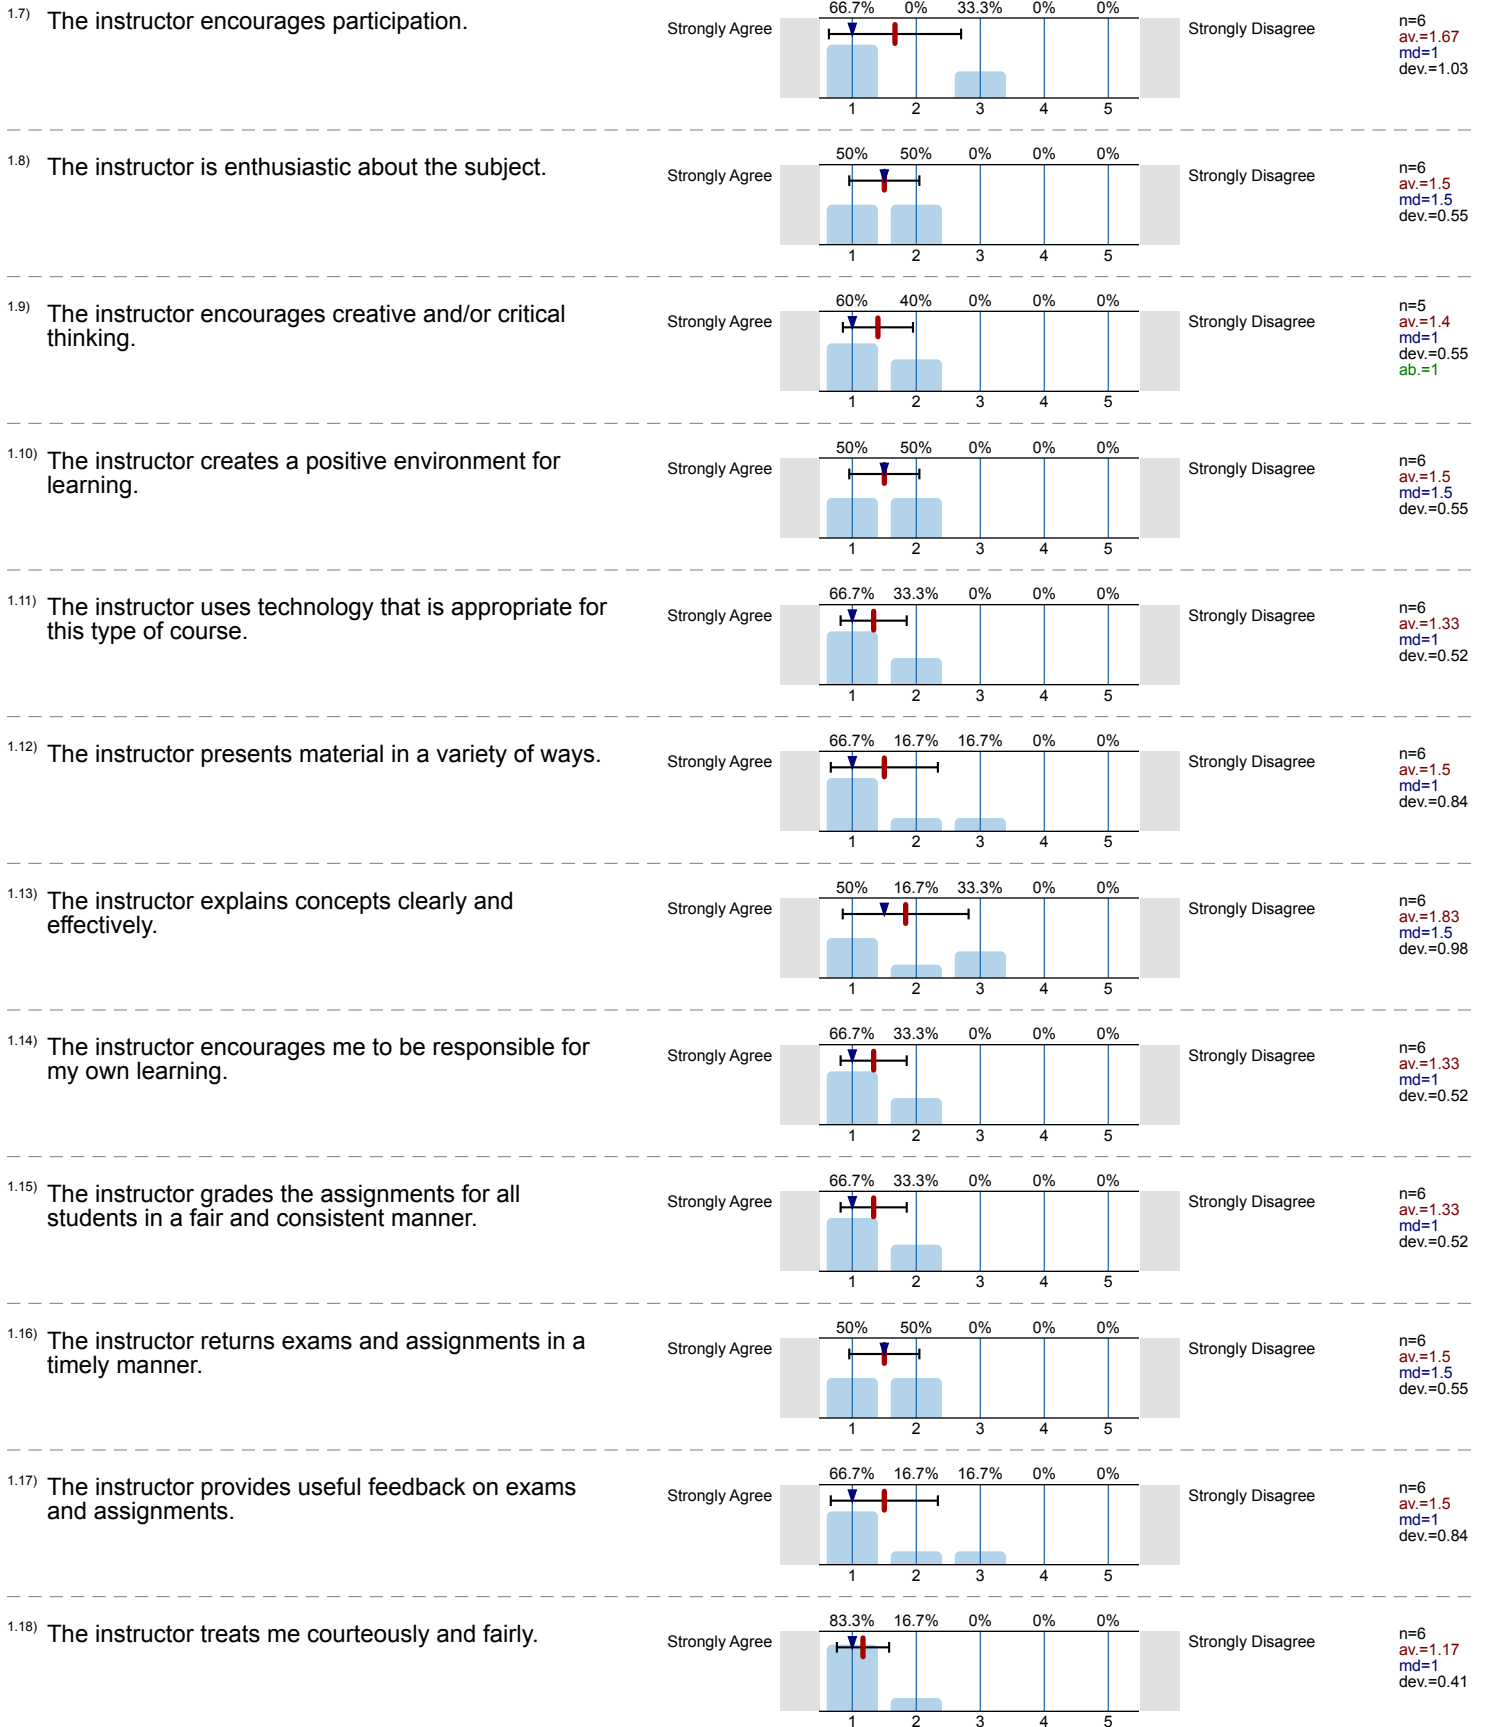 1.7) The instructor encourages participation.
Strongly Agree
66.7% 0% 33.3% 0% 0%
1 2 3 4 5
Strongly Disagree
n=6
av.=1.67
md=1
dev.=1.03
1.8) The instructor is enthusiastic about the subject.
Strongly Agree
50% 50% 0% 0% 0%
1 2 3 4 5
Strongly Disagree
n=6
av.=1.5
md=1.5
dev.=0.55
1.9) The instructor encourages creative and/or critical
thinking.
Strongly Agree
60% 40% 0% 0% 0%
1 2 3 4 5
Strongly Disagree
n=5
av.=1.4
md=1
dev.=0.55
ab.=1
1.10) The instructor creates a positive environment for
learning.
Strongly Agree
50% 50% 0% 0% 0%
1 2 3 4 5
Strongly Disagree
n=6
av.=1.5
md=1.5
dev.=0.55
1.11) The instructor uses technology that is appropriate for
this type of course.
Strongly Agree
66.7% 33.3% 0% 0% 0%
1 2 3 4 5
Strongly Disagree
n=6
av.=1.33
md=1
dev.=0.52
1.12) The instructor presents material in a variety of ways.
Strongly Agree
66.7% 16.7% 16.7% 0% 0%
1 2 3 4 5
Strongly Disagree
n=6
av.=1.5
md=1
dev.=0.84
1.13) The instructor explains concepts clearly and
effectively.
Strongly Agree
50% 16.7% 33.3% 0% 0%
1 2 3 4 5
Strongly Disagree
n=6
av.=1.83
md=1.5
dev.=0.98
1.14) The instructor encourages me to be responsible for
my own learning.
Strongly Agree
66.7% 33.3% 0% 0% 0%
1 2 3 4 5
Strongly Disagree
n=6
av.=1.33
md=1
dev.=0.52
1.15) The instructor grades the assignments for all
students in a fair and consistent manner.
Strongly Agree
66.7% 33.3% 0% 0% 0%
1 2 3 4 5
Strongly Disagree
n=6
av.=1.33
md=1
dev.=0.52
1.16) The instructor returns exams and assignments in a
timely manner.
Strongly Agree
50% 50% 0% 0% 0%
1 2 3 4 5
Strongly Disagree
n=6
av.=1.5
md=1.5
dev.=0.55
1.17) The instructor provides useful feedback on exams
and assignments.
Strongly Agree
66.7% 16.7% 16.7% 0% 0%
1 2 3 4 5
Strongly Disagree
n=6
av.=1.5
md=1
dev.=0.84
1.18) The instructor treats me courteously and fairly.
Strongly Agree
83.3% 16.7% 0% 0% 0%
1 2 3 4 5
Strongly Disagree
n=6
av.=1.17
md=1
dev.=0.41